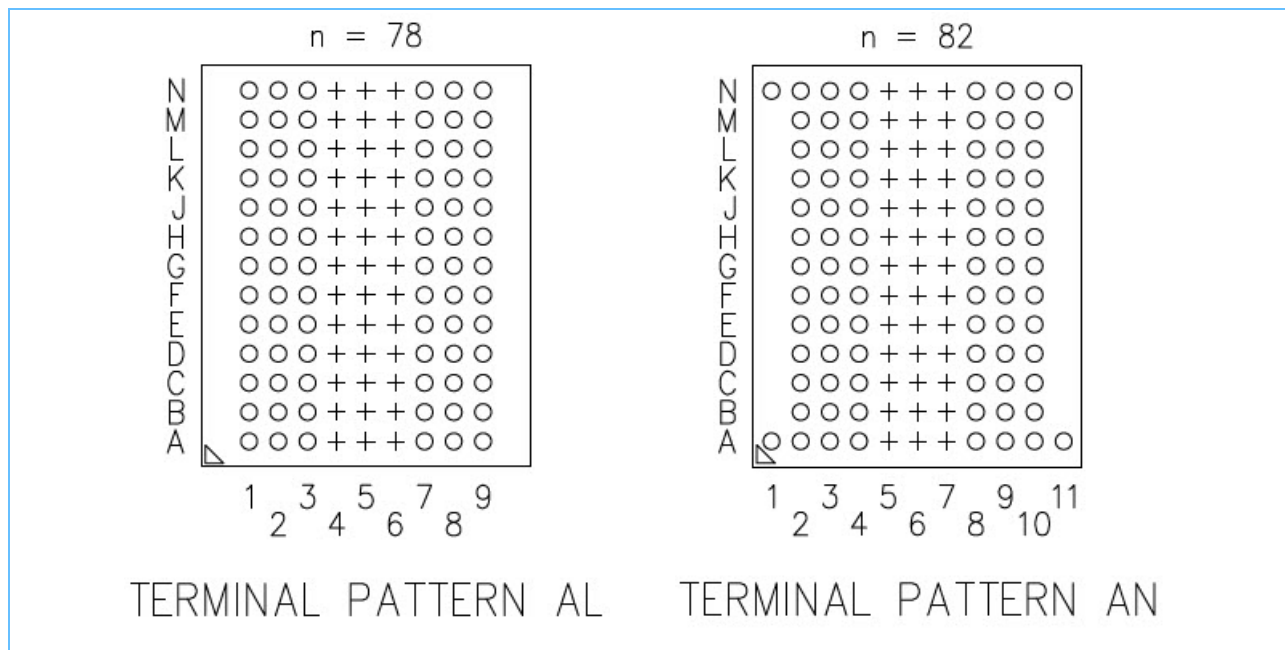 n = 78
N
M
L
K
J
H
G
F
E
D
C
B
A
1 3 5 7 9
2 4 6 8
TERMINAL PATTERN AL
n = 82
N
M
L
K
J
H
G
F
E
D
C
B
A
1 3 5 7 9 11
2 4 6 8 10
TERMINAL PATTERN AN